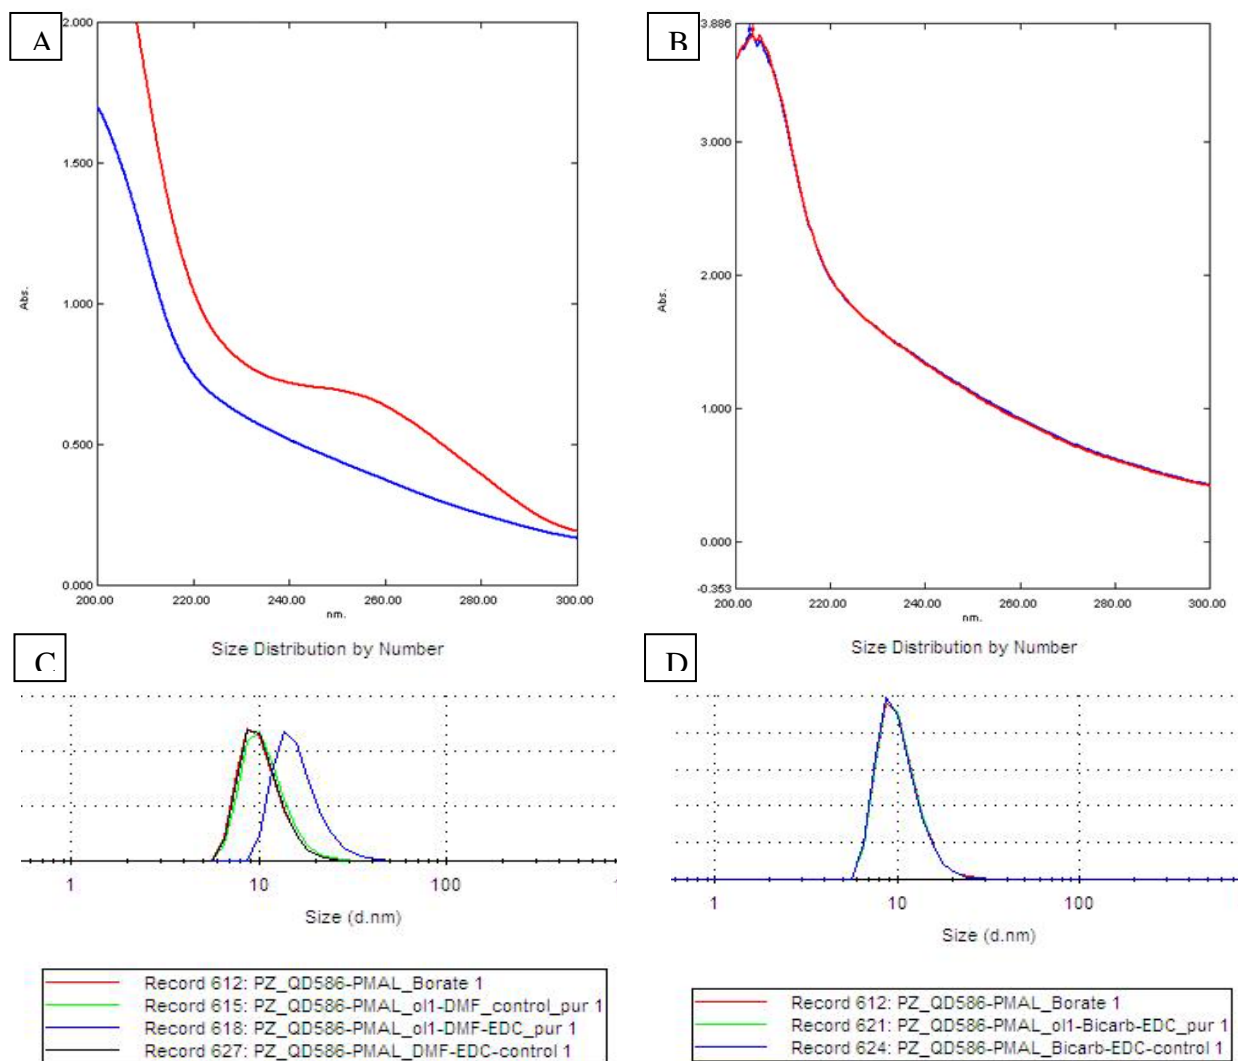 A
2.000
1.500
1.000
0.500
0.000
Abs.
200.00 220.00 240.00 260.00 280.00 300.00
nm.
B
3.886
3.000
2.000
1.000
0.000
-0.353
Abs.
200.00 220.00 240.00 260.00 280.00 300.00
nm.
C
Size Distribution by Number
1 10 100
Size (d.nm)
Record 612: PZ_QD586-PMAL_Borate 1
Record 615: PZ_QD586-PMAL_ol1-DMF_control_pur 1
Record 618: PZ_QD586-PMAL_ol1-DMF-EDC_pur 1
Record 627: PZ_QD586-PMAL_DMF-EDC-control 1
D
Size Distribution by Number
1 10 100
Size (d.nm)
Record 612: PZ_QD586-PMAL_Borate 1
Record 621: PZ_QD586-PMAL_ol1-Bicarb-EDC_pur 1
Record 624: PZ_QD586-PMAL_Bicarb-EDC-control 1